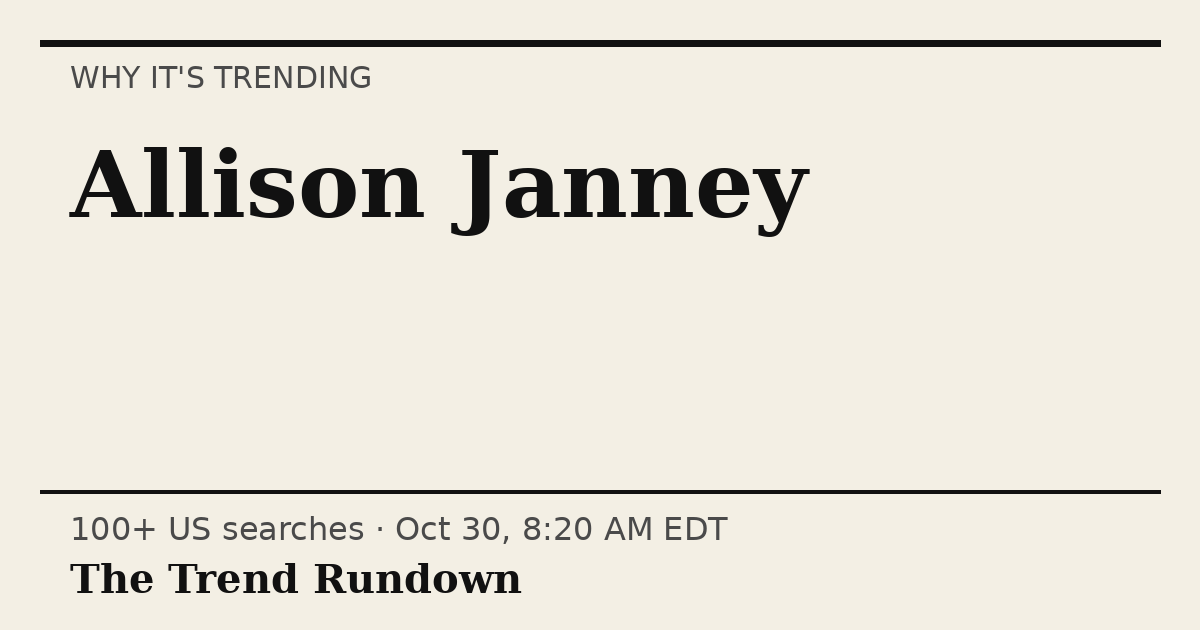 WHY IT'S TRENDING
Allison Janney
100+ US searches · Oct 30, 8:20 AM EDT
The Trend Rundown